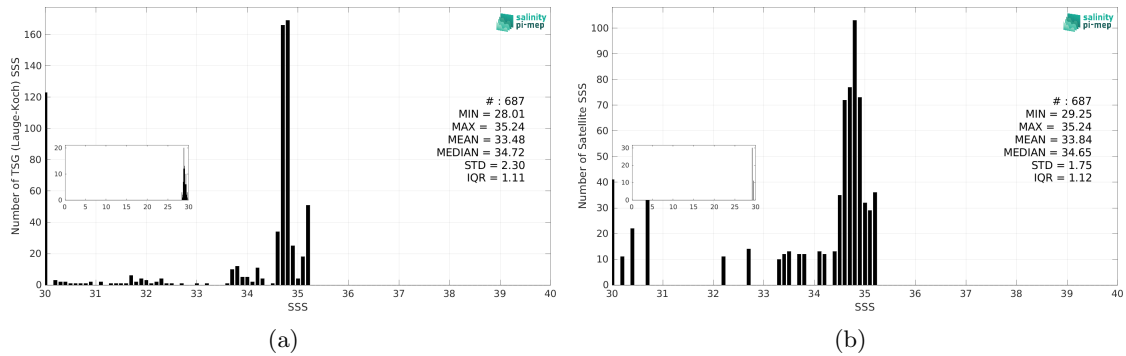 salinity
pi-mep
Number of TSG (Lauge-Koch) SSS
160
140
120
100
80
60
40
20
0
# : 687
MIN = 28.01
MAX = 35.24
MEAN = 33.48
MEDIAN = 34.72
STD = 2.30
IQR = 1.11
20
10
0
0 5 10 15 20 25 30
30 31 32 33 34 35 36 37 38 39 40
SSS
(a)
salinity
pi-mep
Number of Satellite SSS
100
90
80
70
60
50
40
30
20
10
0
# : 687
MIN = 29.25
MAX = 35.24
MEAN = 33.84
MEDIAN = 34.65
STD = 1.75
IQR = 1.12
30
20
10
0
0 5 10 15 20 25 30
30 31 32 33 34 35 36 37 38 39 40
SSS
(b)